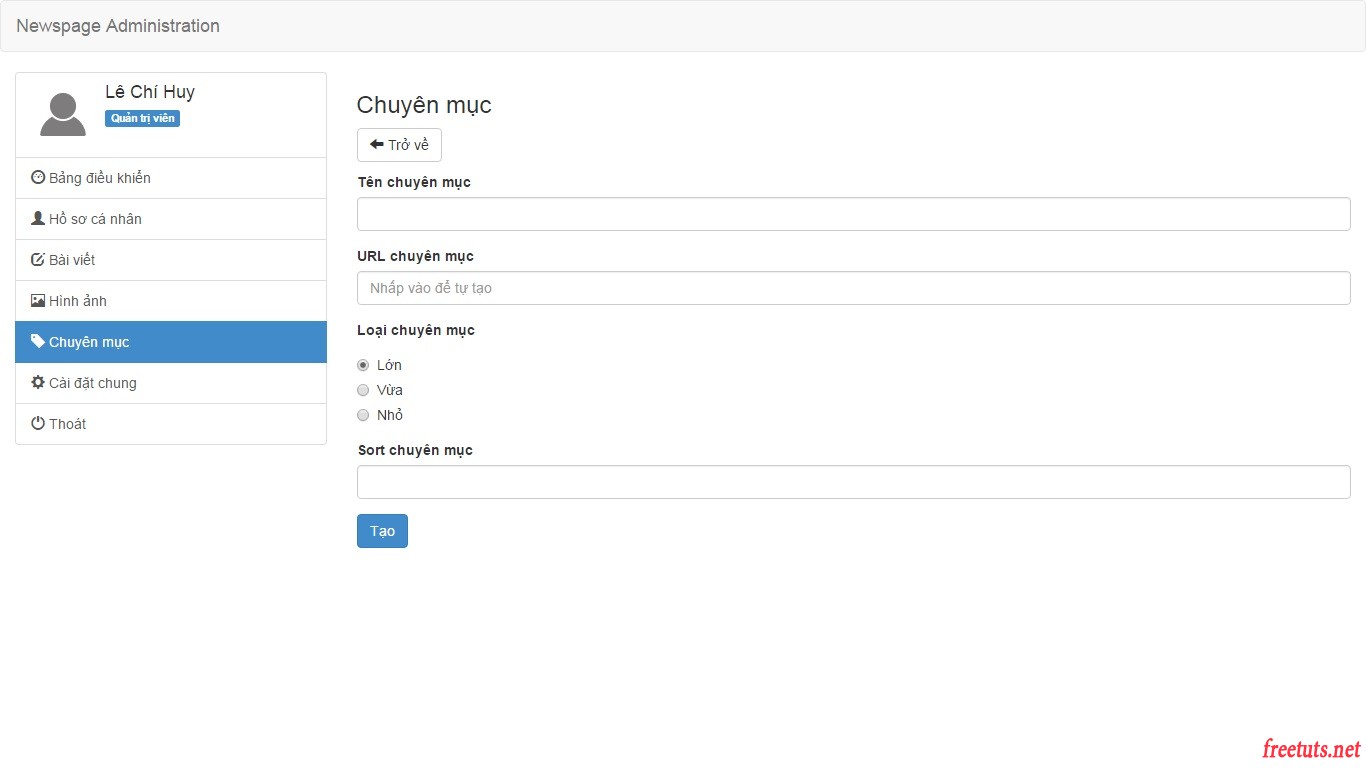 Newspage Administration
Lê Chí Huy
Quản trị viên
Bảng điều khiển
Hồ sơ cá nhân
Bài viết
Hình ảnh
Chuyên mục
Cài đặt chung
Thoát
Chuyên mục
Trở về
Tên chuyên mục
URL chuyên mục
Nhấp vào để tự tạo
Loại chuyên mục
Lớn
Vừa
Nhỏ
Sort chuyên mục
Tạo
freetuts.net